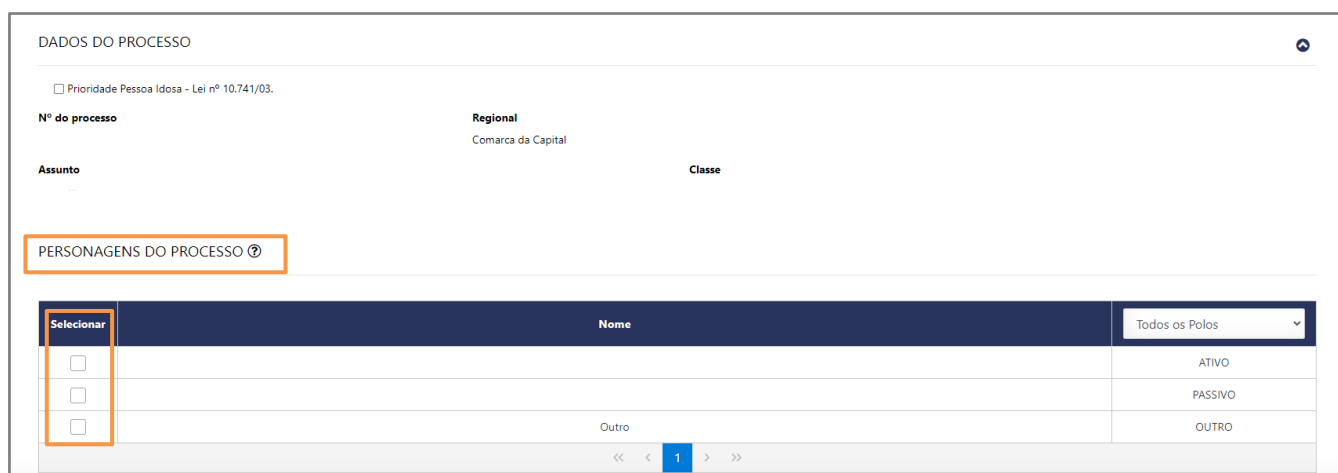 DADOS DO PROCESSO
Prioridade Pessoa Idosa - Lei nº 10.741/03.
Nº do processo Regional
Comarca da Capital
Assunto Classe
PERSONAGENS DO PROCESSO
Selecionar Nome Todos os Polos
ATIVO
PASSIVO
Outro OUTRO
<< < 1 > >>